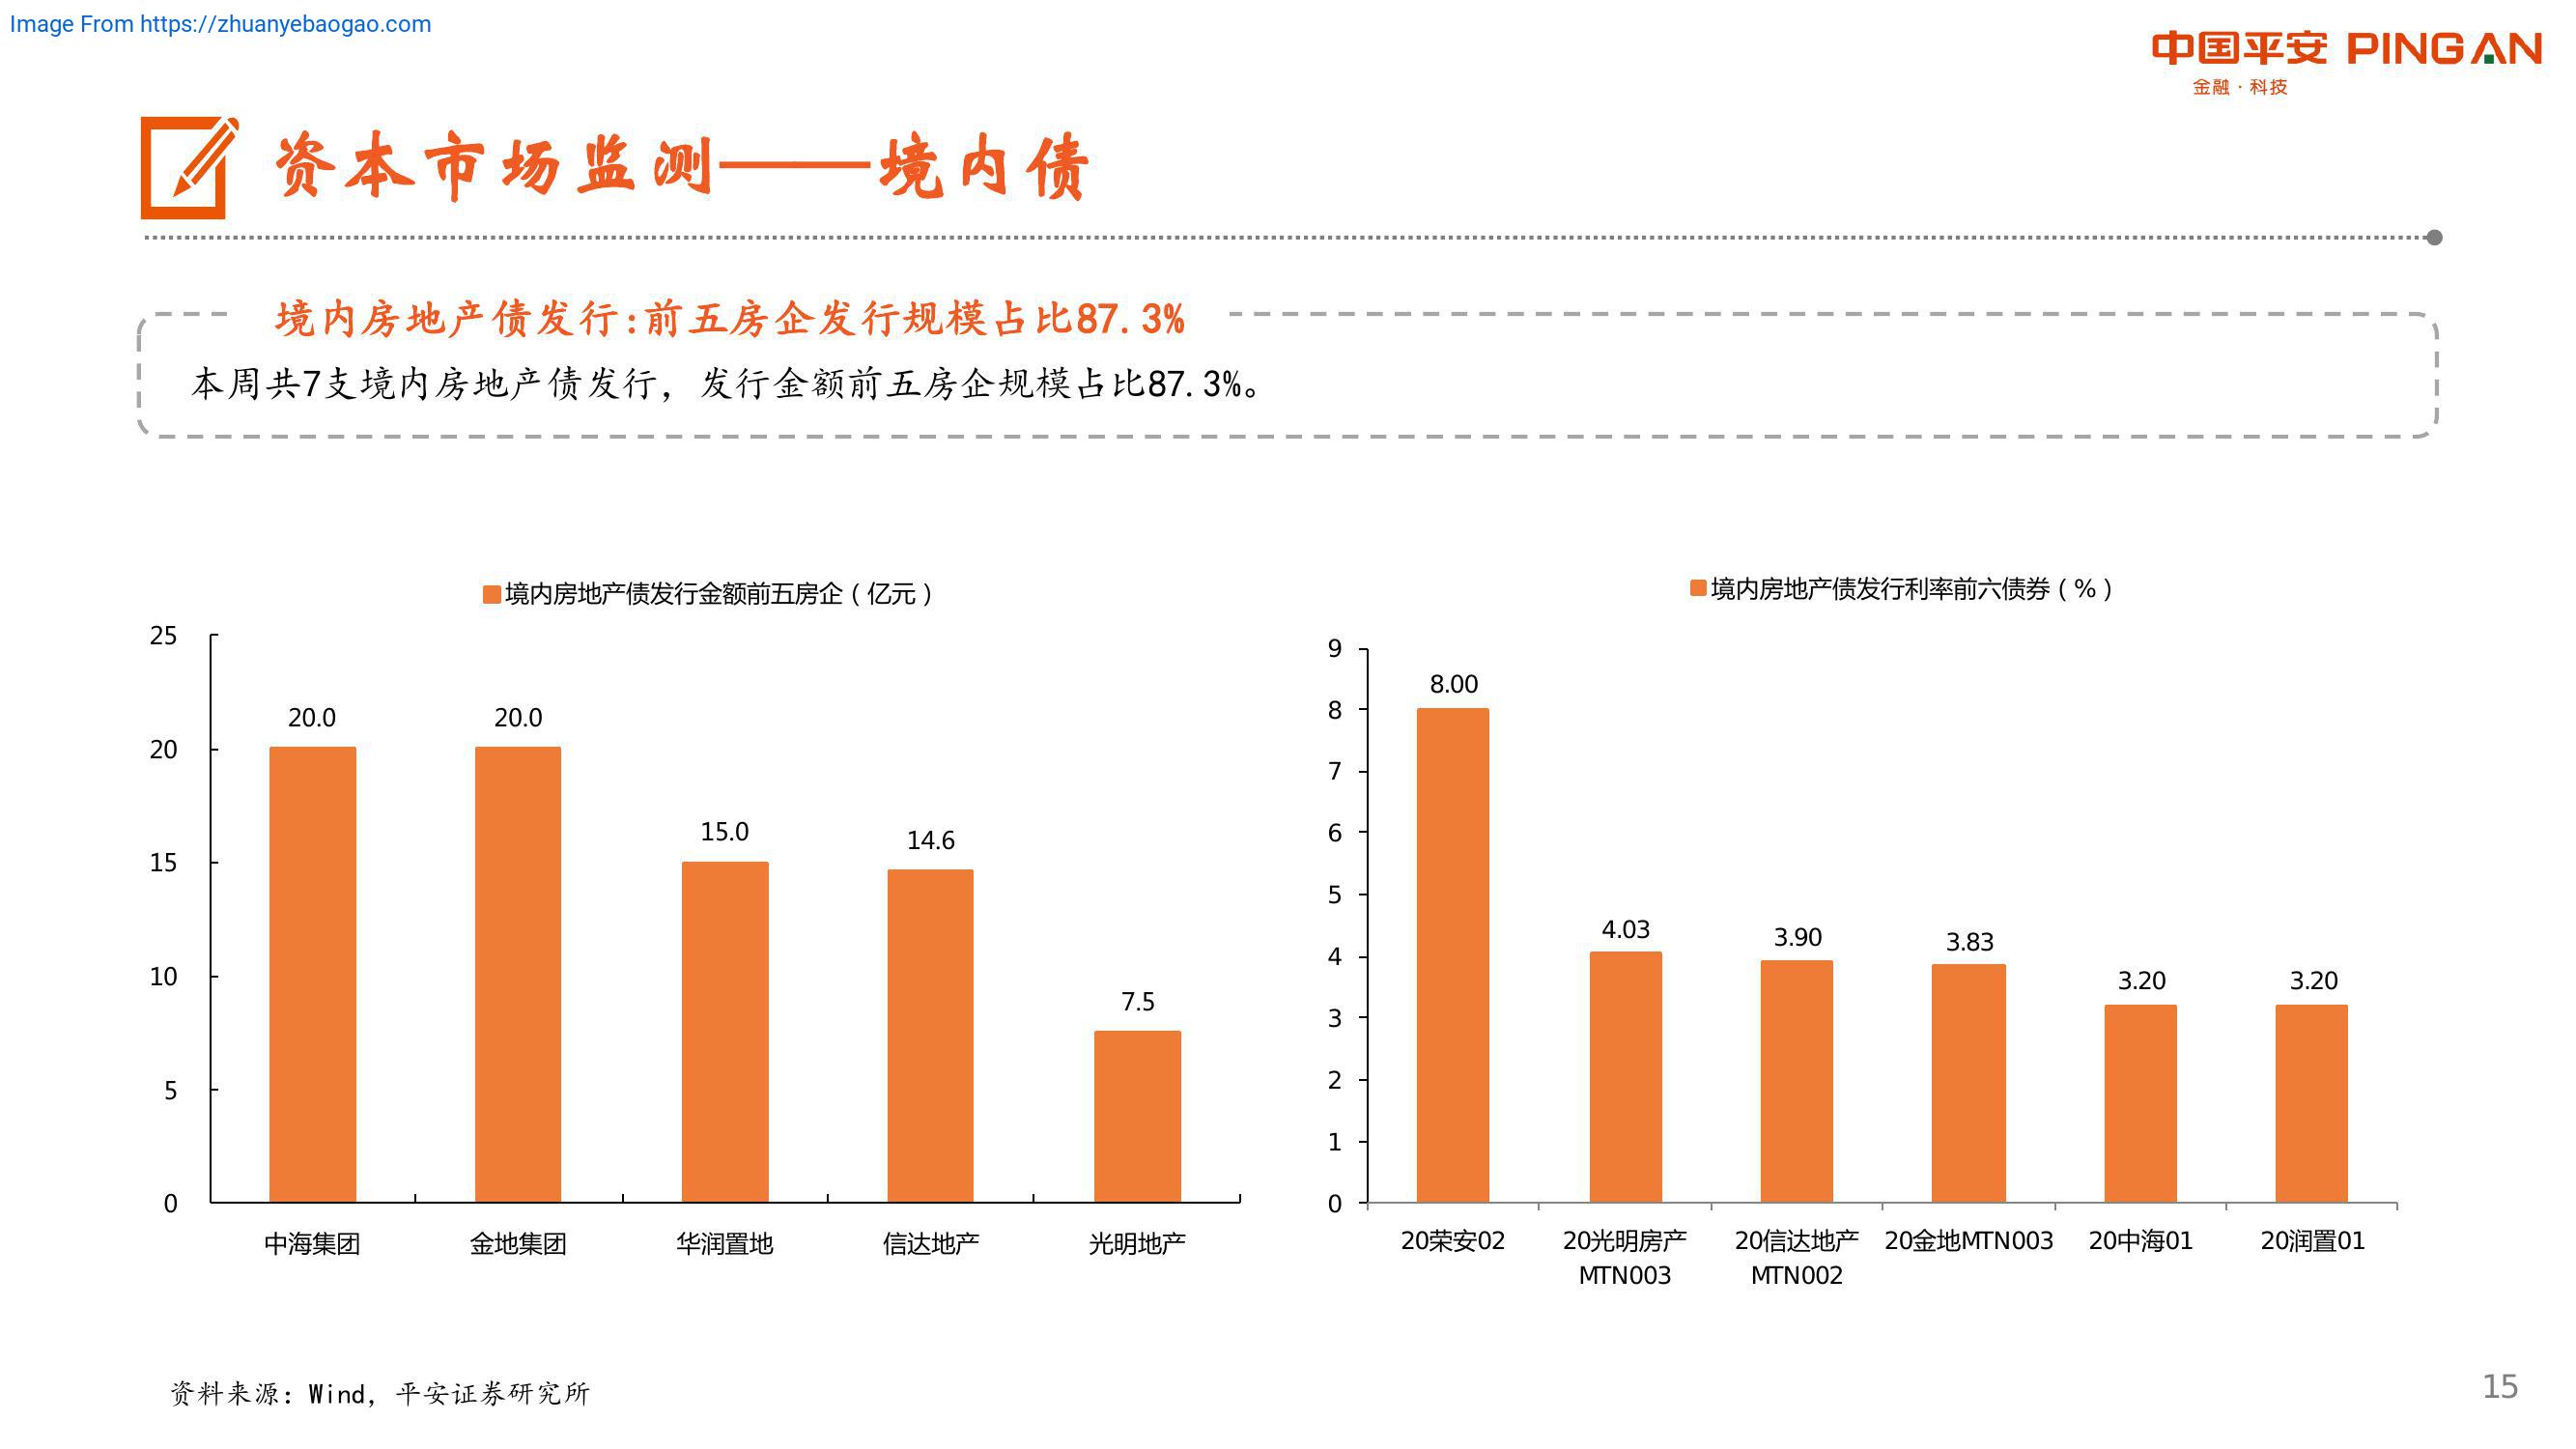 Image From https://zhuanyebaogao.com
中国平安 PINGAN
金融·科技
资本市场监测——境内债
境内房地产债发行:前五房企发行规模占比87.3%
本周共7支境内房地产债发行，发行金额前五房企规模占比87.3%。
境内房地产债发行金额前五房企（亿元）
25
20
15
10
5
0
20.0
20.0
15.0
14.6
7.5
中海集团
金地集团
华润置地
信达地产
光明地产
境内房地产债发行利率前六债券（%）
9
8
7
6
5
4
3
2
1
0
8.00
4.03
3.90
3.83
3.20
3.20
20荣安02
20光明房产
MTN003
20信达地产
MTN002
20金地MTN003
20中海01
20润置01
资料来源：Wind，平安证券研究所
15